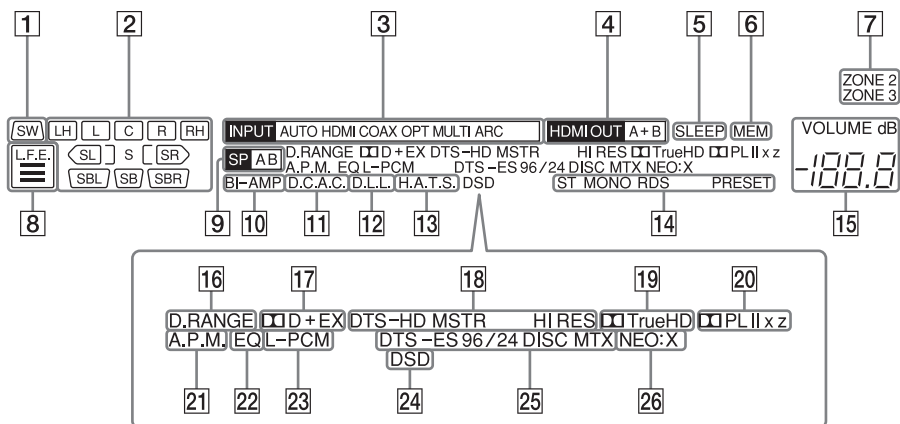 1 2 3 4 5 6 7
ZONE 2
ZONE 3
SW LH L C R RH INPUT AUTO HDMI COAX OPT MULTI ARC HDMI OUT A+B SLEEP MEM VOLUME dB
L.F.E. SL S SR SP A B D.RANGE D+EX DTS-HD MSTR HI RES TrueHD PL II x z
SBL SB SBR A.P.M. EQ L-PCM DTS-ES 96/24 DISC MTX NEO:X -188.8
BI-AMP D.C.A.C. D.L.L. H.A.T.S. DSD ST MONO RDS PRESET
8 9 10 11 12 13 14 15
16 17 18 19 20
D.RANGE D+EX DTS-HD MSTR HI RES TrueHD PL II x z
A.P.M. EQ L-PCM DTS-ES 96/24 DISC MTX NEO:X
DSD
21 22 23 24 25 26